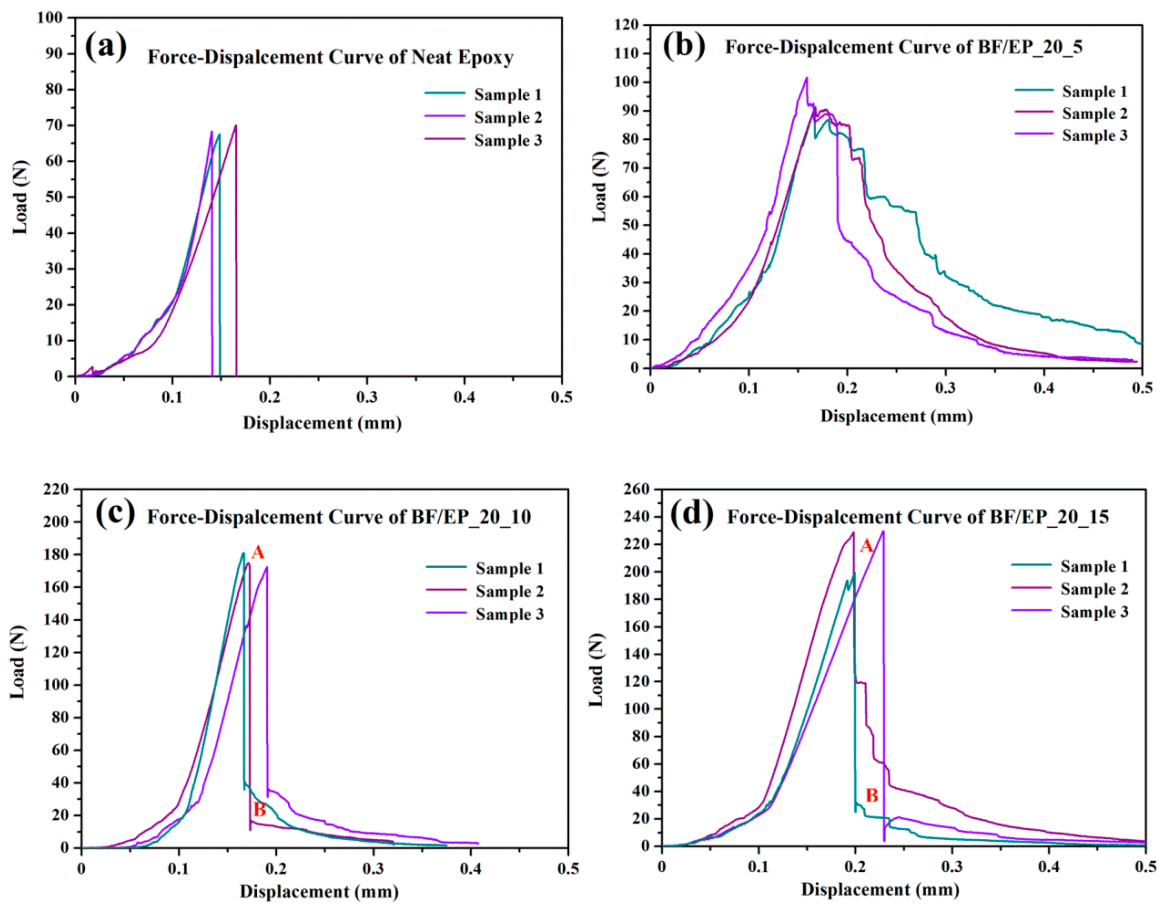 (a)
Force-Dispalcement Curve of Neat Epoxy
Sample 1
Sample 2
Sample 3
100
90
80
70
60
50
40
30
20
10
0
Load (N)
0
0.1
0.2
0.3
0.4
0.5
Displacement (mm)
(b)
Force-Dispalcement Curve of BF/EP_20_5
Sample 1
Sample 2
Sample 3
120
110
100
90
80
70
60
50
40
30
20
10
0
Load (N)
0
0.1
0.2
0.3
0.4
0.5
Displacement (mm)
(c)
Force-Dispalcement Curve of BF/EP_20_10
A
Sample 1
Sample 2
Sample 3
B
220
200
180
160
140
120
100
80
60
40
20
0
Load (N)
0
0.1
0.2
0.3
0.4
0.5
Displacement (mm)
(d)
Force-Dispalcement Curve of BF/EP_20_15
A
Sample 1
Sample 2
Sample 3
B
260
240
220
200
180
160
140
120
100
80
60
40
20
0
Load (N)
0
0.1
0.2
0.3
0.4
0.5
Displacement (mm)